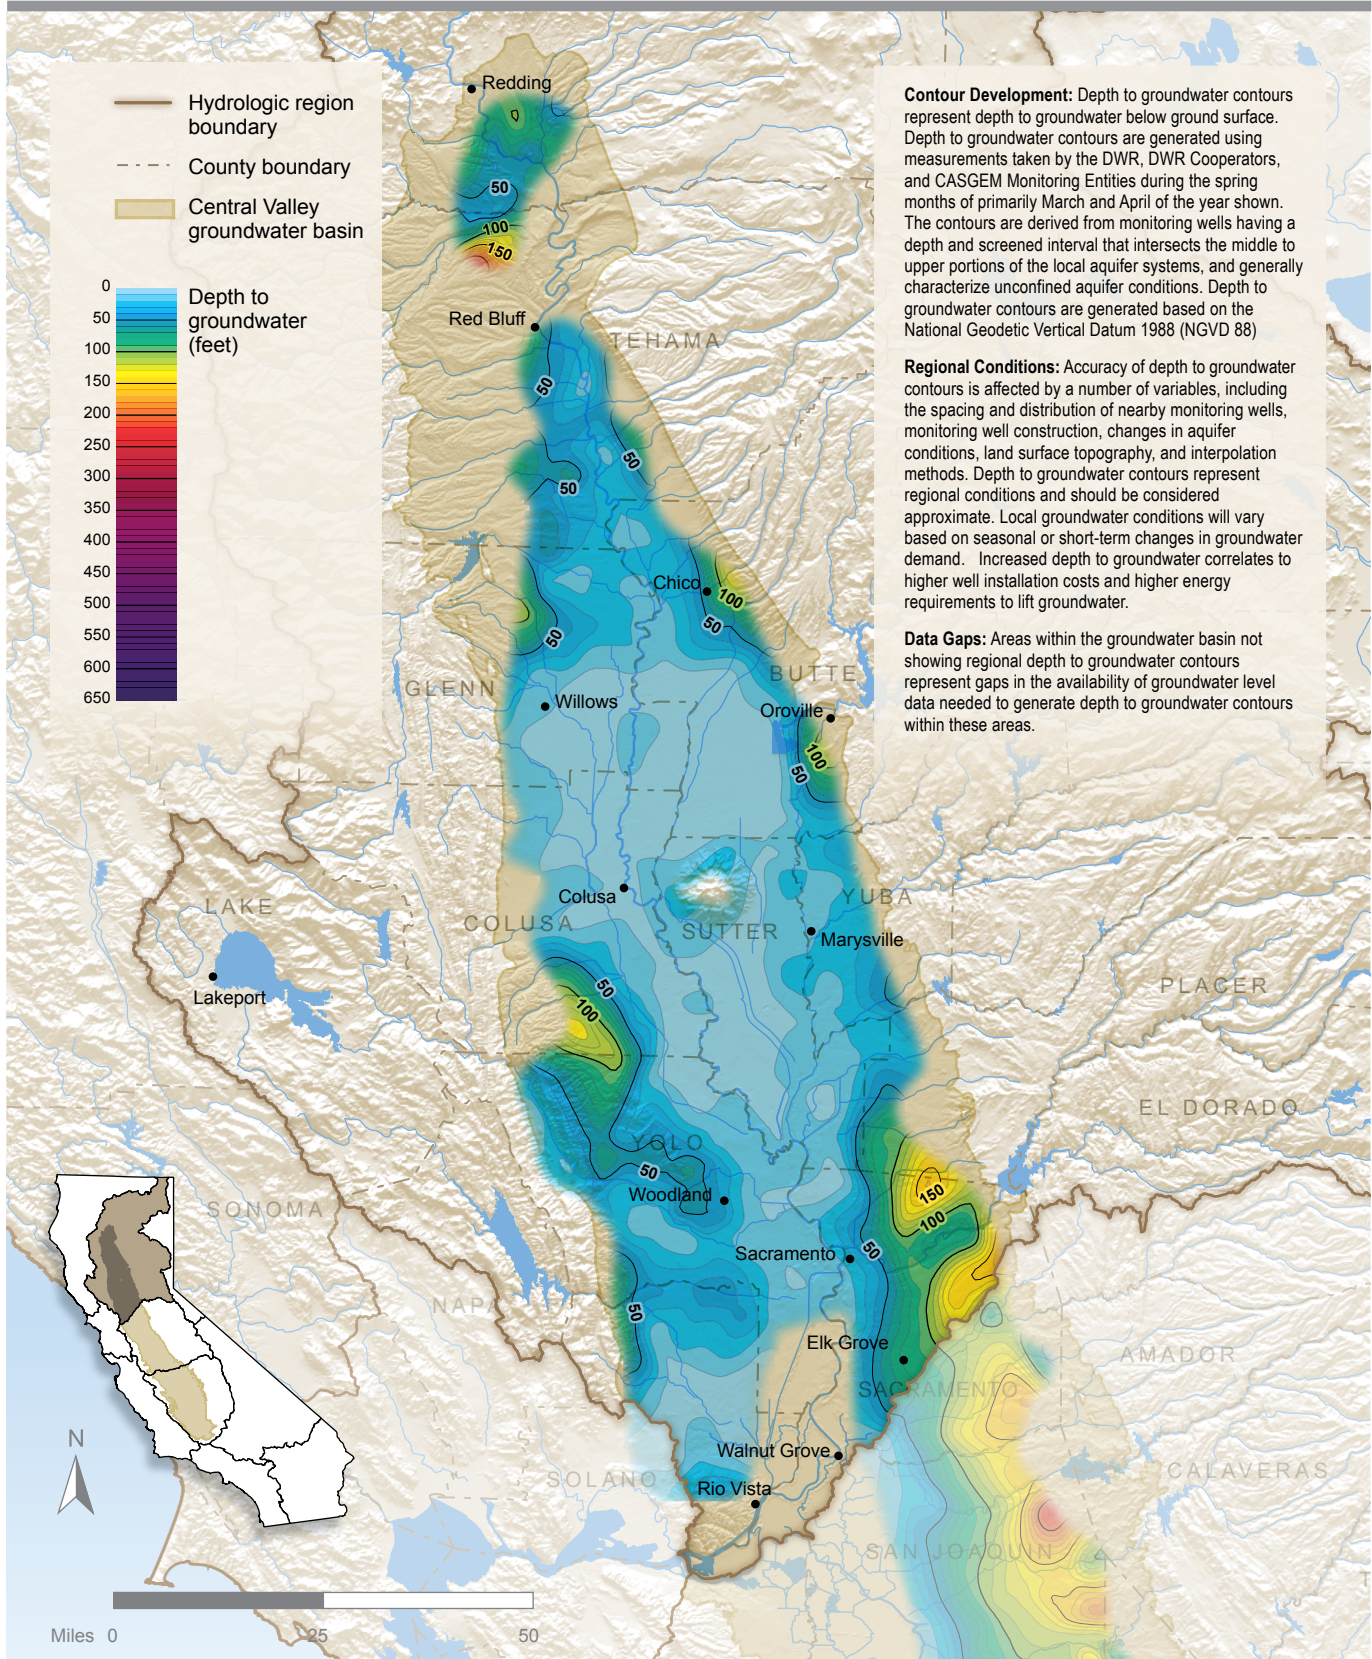 Redding
Hydrologic region
boundary
County boundary
Central Valley
groundwater basin
0
50
100
150
200
250
300
350
400
450
500
550
600
650
Depth to
groundwater
(feet)
Contour Development: Depth to groundwater contours
represent depth to groundwater below ground surface.
Depth to groundwater contours are generated using
measurements taken by the DWR, DWR Cooperators,
and CASGEM Monitoring Entities during the spring
months of primarily March and April of the year shown.
The contours are derived from monitoring wells having a
depth and screened interval that intersects the middle to
upper portions of the local aquifer systems, and generally
characterize unconfined aquifer conditions. Depth to
groundwater contours are generated based on the
National Geodetic Vertical Datum 1988 (NGVD 88)
Regional Conditions: Accuracy of depth to groundwater
contours is affected by a number of variables, including
the spacing and distribution of nearby monitoring wells,
monitoring well construction, changes in aquifer
conditions, land surface topography, and interpolation
methods. Depth to groundwater contours represent
regional conditions and should be considered
approximate. Local groundwater conditions will vary
based on seasonal or short-term changes in groundwater
demand.   Increased depth to groundwater correlates to
higher well installation costs and higher energy
requirements to lift groundwater.
Data Gaps: Areas within the groundwater basin not
showing regional depth to groundwater contours
represent gaps in the availability of groundwater level
data needed to generate depth to groundwater contours
within these areas.
50
100
150
Red Bluff
TEHAMA
50
50
50
Chico
100
50
50
BUTTE
GLENN
Willows
Oroville
100
50
Colusa
LAKE
COLUSA
SUTTER
YUBA
Marysville
Lakeport
PLACER
50
100
EL DORADO
YOLO
50
Woodland
150
100
SONOMA
50
Sacramento
NAPA
50
Elk Grove
AMADOR
SACRAMENTO
Walnut Grove
CALAVERAS
SOLANO
Rio Vista
SAN JOAQUIN
N
Miles 0
25
50